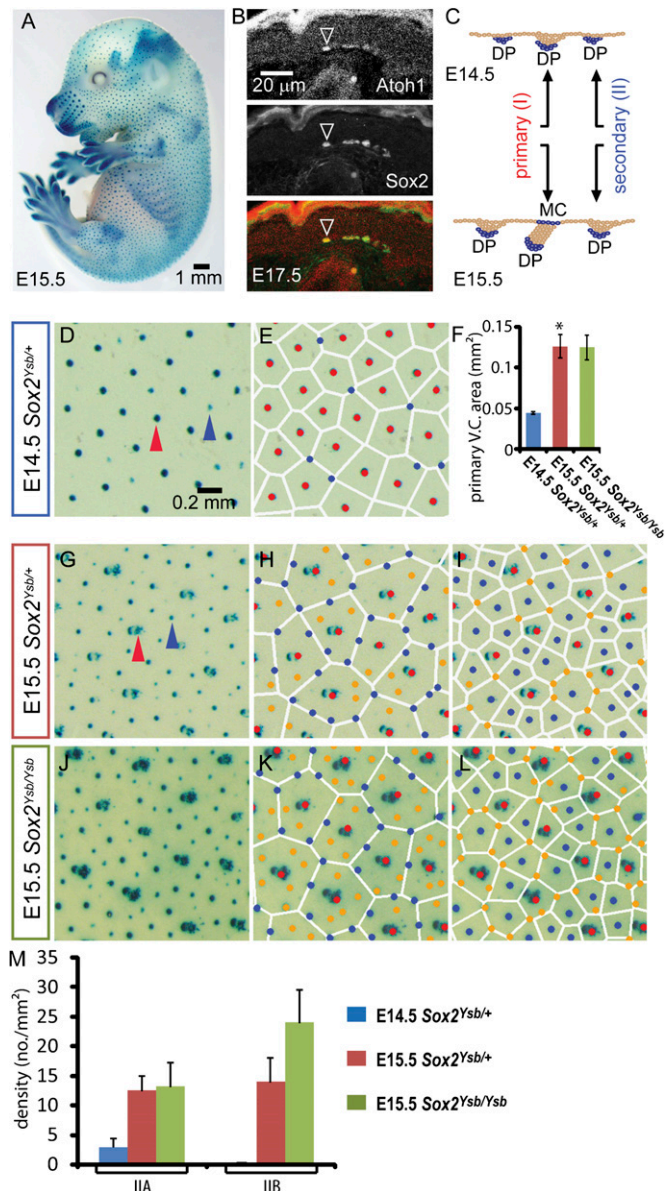 A
E15.5
1 mm
B
20 µm
Atoh1
Sox2
E17.5
C
DP
DP
DP
E14.5
primary (I)
secondary (II)
MC
DP
DP
DP
E15.5
E14.5 Sox2Ysb/+
D
0.2 mm
E
F
primary V.C. area (mm²)
0.15
0.1
0.05
0
*
E14.5 Sox2Ysb/+
E15.5 Sox2Ysb/+
E15.5 Sox2Ysb/Ysb
E15.5 Sox2Ysb/+
G
H
I
E15.5 Sox2Ysb/Ysb
J
K
L
M
density (no./mm²)
35
30
25
20
15
10
5
0
IIA
IIB
E14.5 Sox2Ysb/+
E15.5 Sox2Ysb/+
E15.5 Sox2Ysb/Ysb